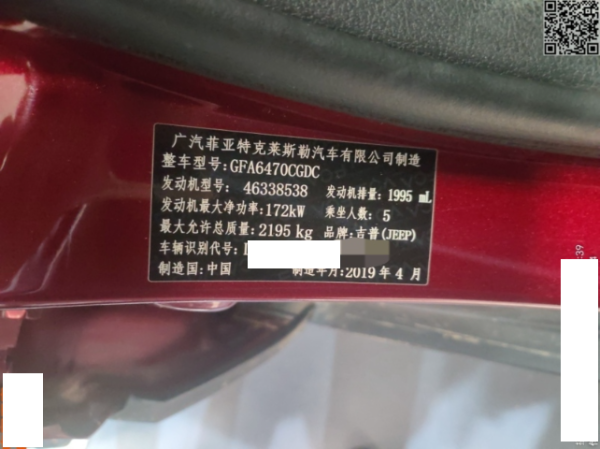 广汽菲亚特克莱斯勒汽车有限公司制造
整车型号:GFA6470CGDC
发动机型号: 46338538 发动机排量: 1995 mL
发动机最大净功率:172kW 乘坐人数: 5
最大允许总质量:2195 kg 品牌:吉普(JEEP)
车辆识别代号:
制造国:中国 制造年月:2019 年 4 月
:39